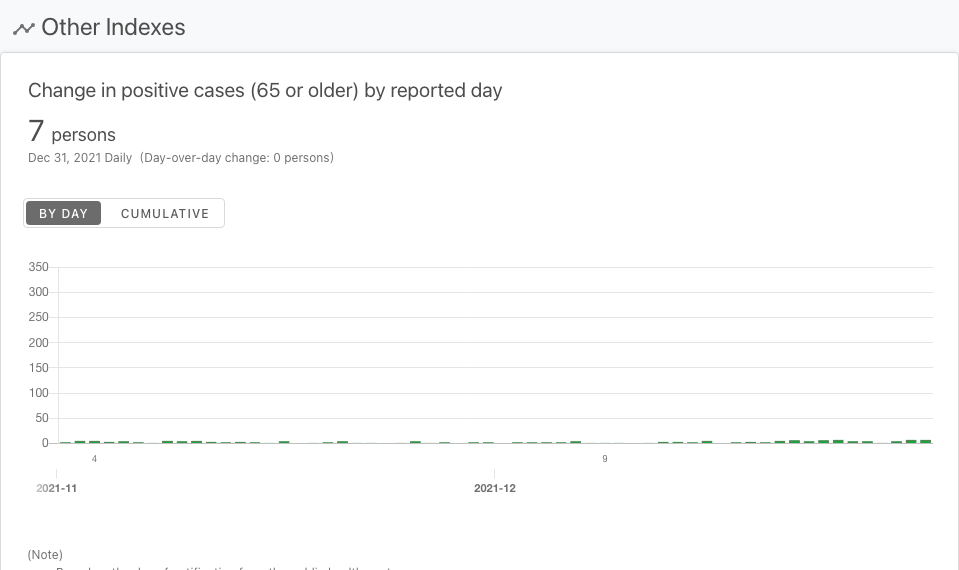 Other Indexes
Change in positive cases (65 or older) by reported day
7 persons
Dec 31, 2021 Daily (Day-over-day change: 0 persons)
BY DAY CUMULATIVE
350
300
250
200
150
100
50
0
4 9
2021-11 2021-12
(Note)